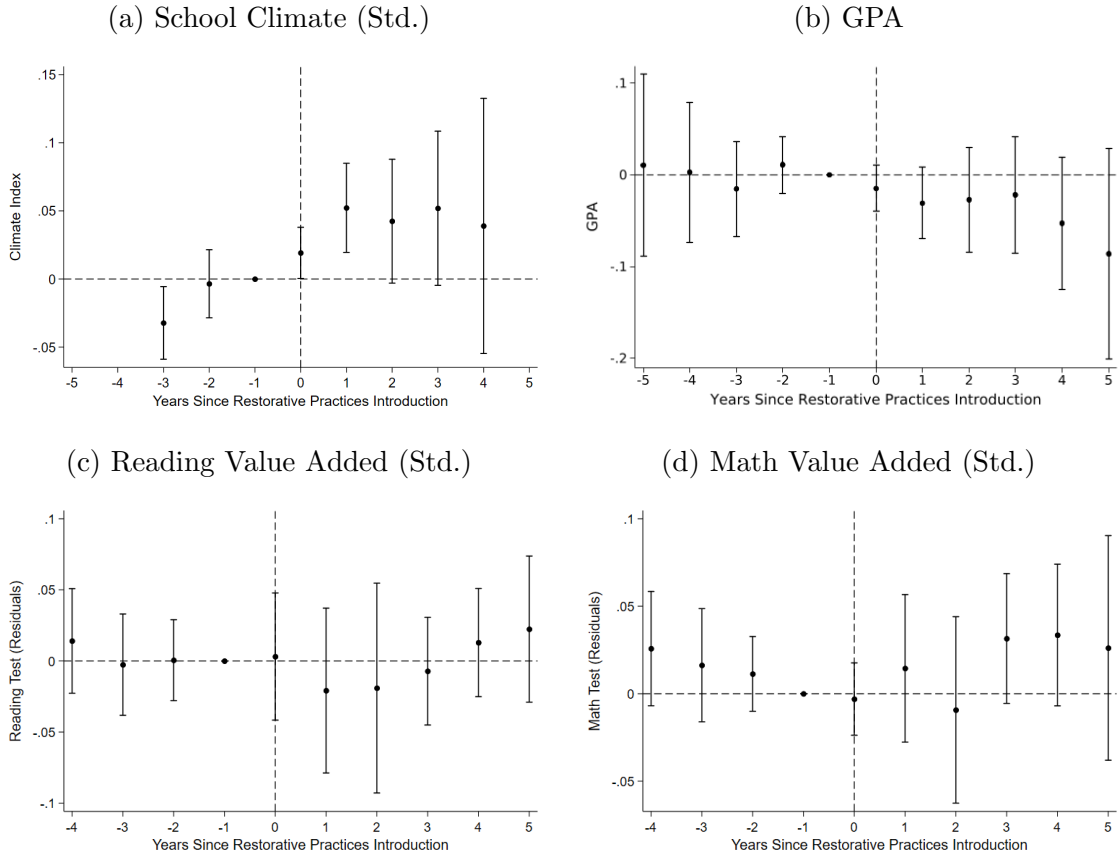 (a) School Climate (Std.)
.15
.1
.05
0
-.05
Climate Index
-5 -4 -3 -2 -1 0 1 2 3 4 5
Years Since Restorative Practices Introduction
(b) GPA
.1
0
-.1
-.2
GPA
-5 -4 -3 -2 -1 0 1 2 3 4 5
Years Since Restorative Practices Introduction
(c) Reading Value Added (Std.)
.1
.05
0
-.05
-.1
Reading Test (Residuals)
-4 -3 -2 -1 0 1 2 3 4 5
Years Since Restorative Practices Introduction
(d) Math Value Added (Std.)
.1
.05
0
-.05
Math Test (Residuals)
-4 -3 -2 -1 0 1 2 3 4 5
Years Since Restorative Practices Introduction